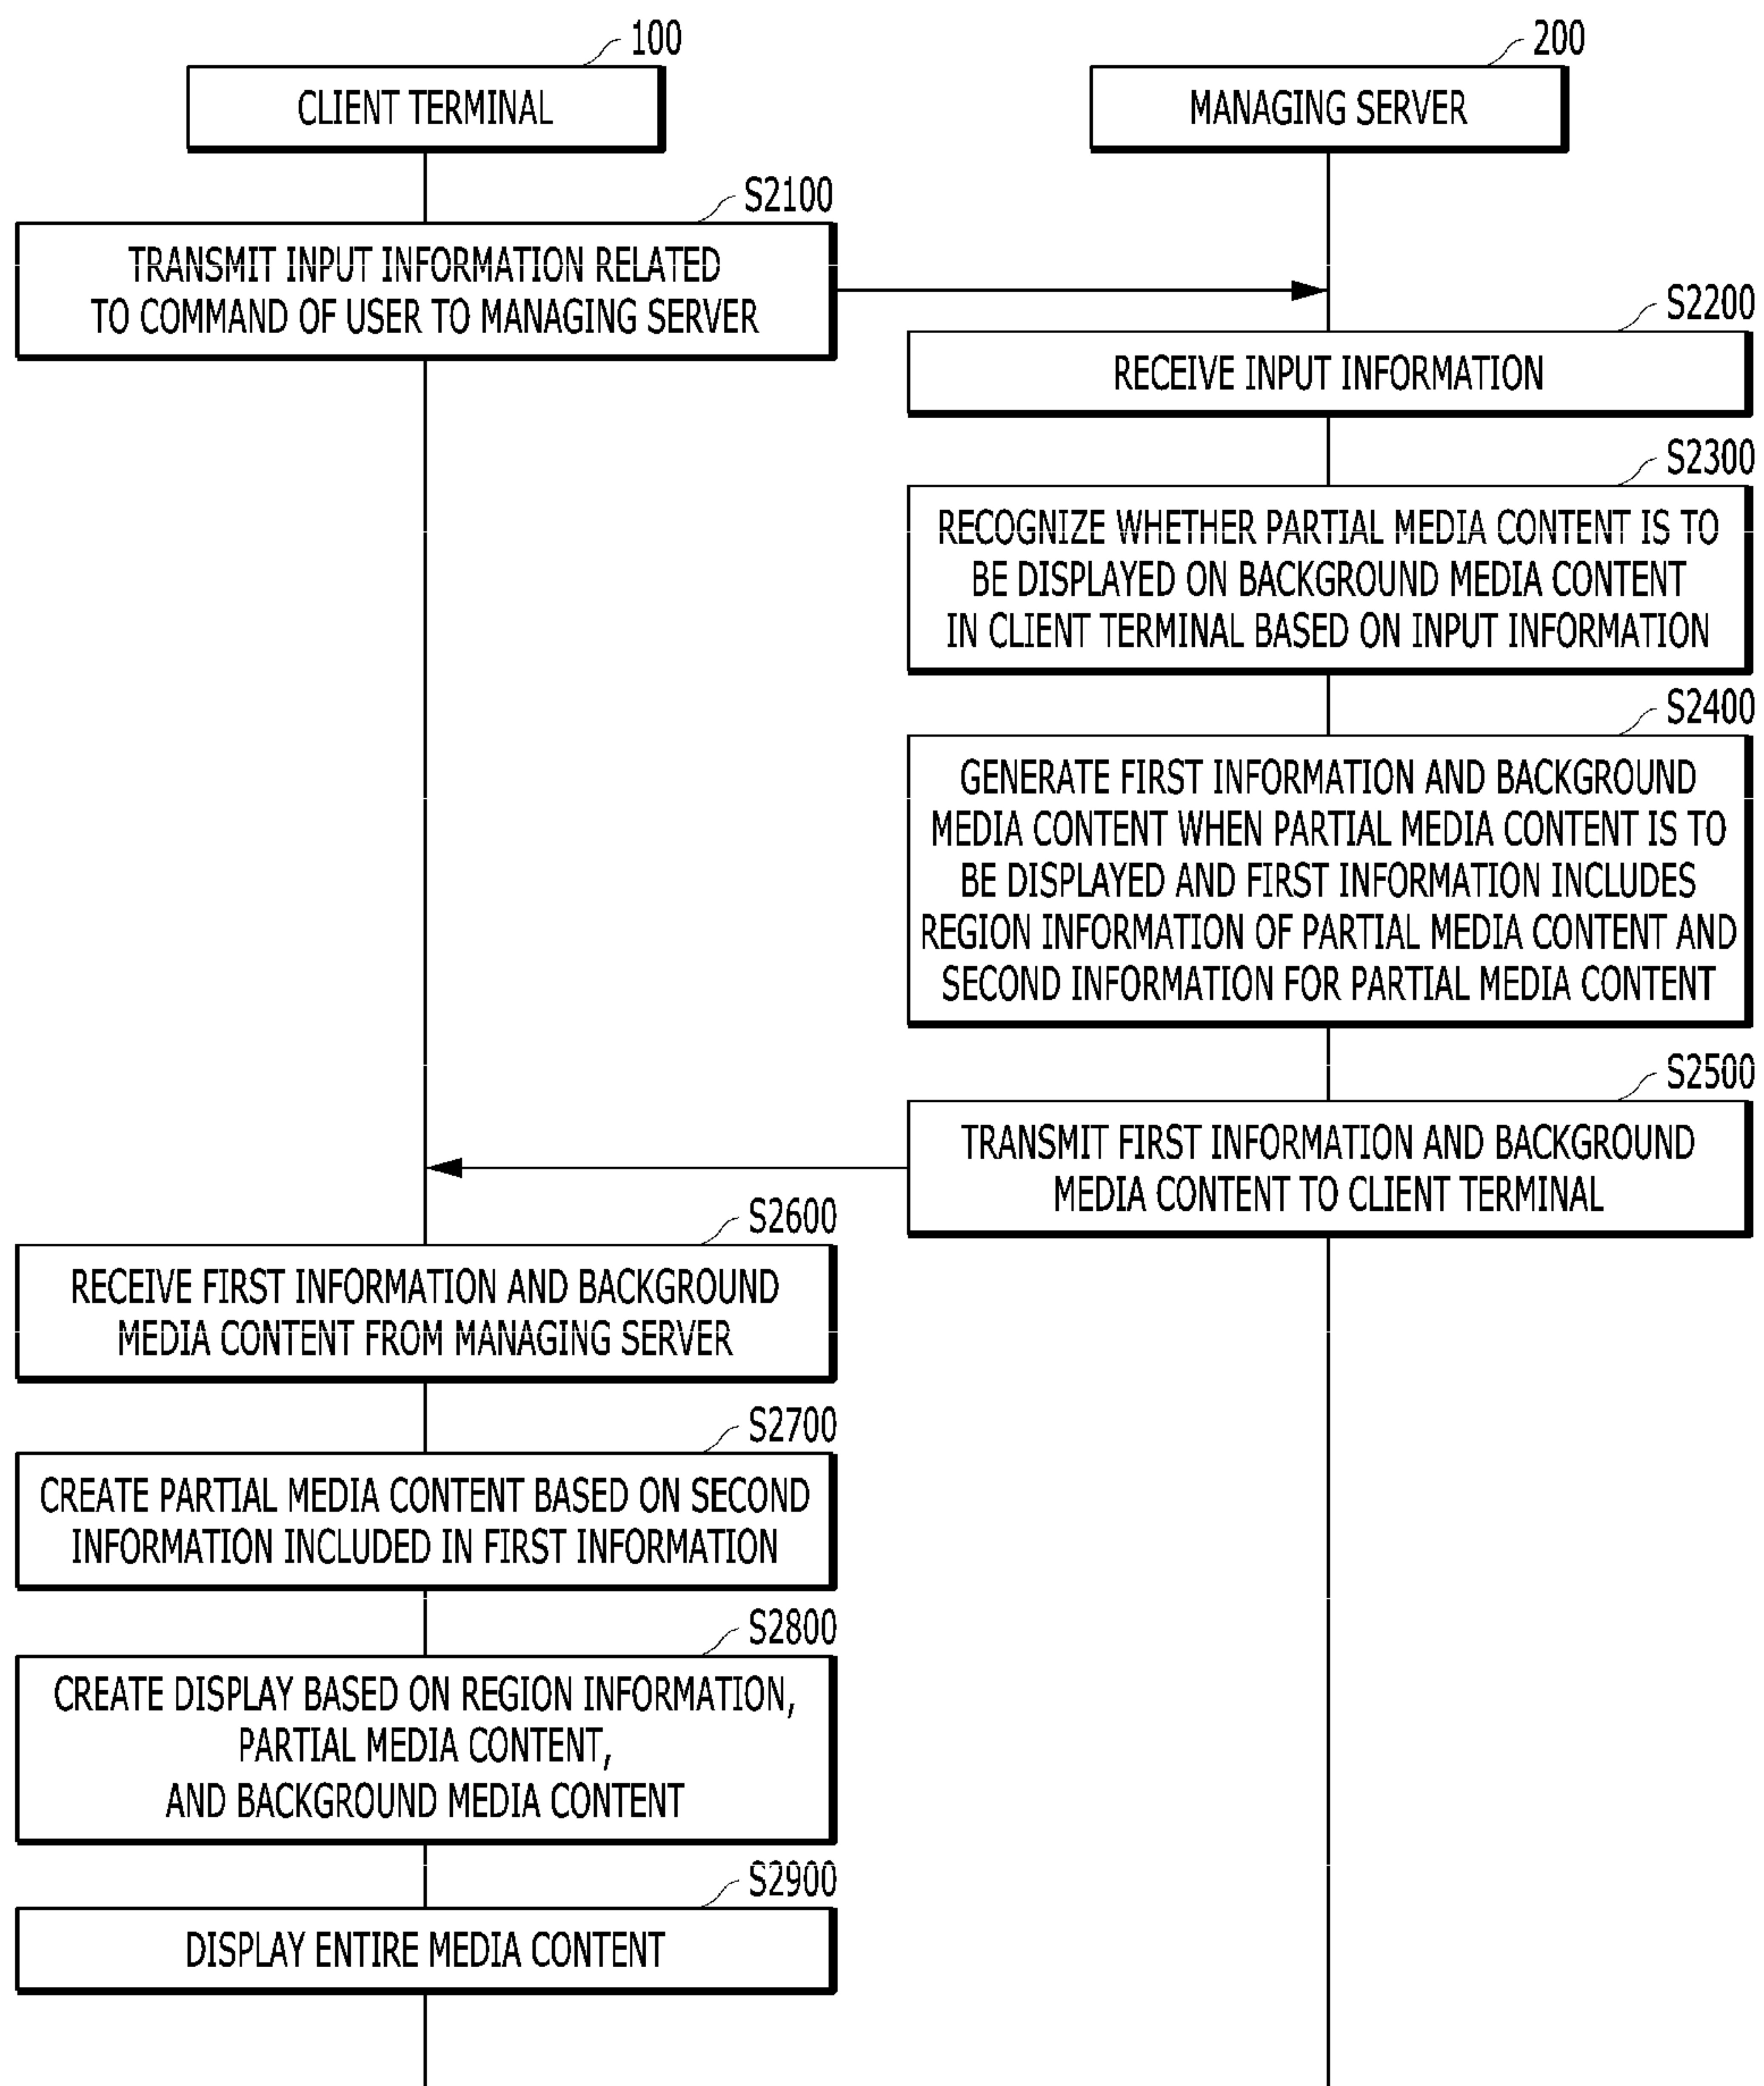 100
CLIENT TERMINAL
200
MANAGING SERVER
S2100
TRANSMIT INPUT INFORMATION RELATED
TO COMMAND OF USER TO MANAGING SERVER
S2200
RECEIVE INPUT INFORMATION
S2300
RECOGNIZE WHETHER PARTIAL MEDIA CONTENT IS TO
BE DISPLAYED ON BACKGROUND MEDIA CONTENT
IN CLIENT TERMINAL BASED ON INPUT INFORMATION
S2400
GENERATE FIRST INFORMATION AND BACKGROUND
MEDIA CONTENT WHEN PARTIAL MEDIA CONTENT IS TO
BE DISPLAYED AND FIRST INFORMATION INCLUDES
REGION INFORMATION OF PARTIAL MEDIA CONTENT AND
SECOND INFORMATION FOR PARTIAL MEDIA CONTENT
S2500
TRANSMIT FIRST INFORMATION AND BACKGROUND
MEDIA CONTENT TO CLIENT TERMINAL
S2600
RECEIVE FIRST INFORMATION AND BACKGROUND
MEDIA CONTENT FROM MANAGING SERVER
S2700
CREATE PARTIAL MEDIA CONTENT BASED ON SECOND
INFORMATION INCLUDED IN FIRST INFORMATION
S2800
CREATE DISPLAY BASED ON REGION INFORMATION,
PARTIAL MEDIA CONTENT,
AND BACKGROUND MEDIA CONTENT
S2900
DISPLAY ENTIRE MEDIA CONTENT